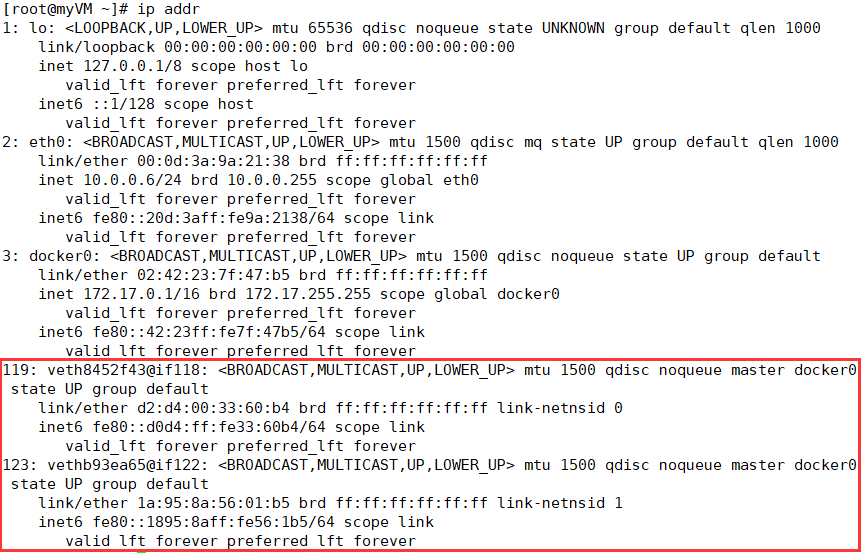 [root@myVM ~]# ip addr
1: lo: <LOOPBACK,UP,LOWER_UP> mtu 65536 qdisc noqueue state UNKNOWN group default qlen 1000
    link/loopback 00:00:00:00:00:00 brd 00:00:00:00:00:00
    inet 127.0.0.1/8 scope host lo
       valid_lft forever preferred_lft forever
    inet6 ::1/128 scope host
       valid_lft forever preferred_lft forever
2: eth0: <BROADCAST,MULTICAST,UP,LOWER_UP> mtu 1500 qdisc mq state UP group default qlen 1000
    link/ether 00:0d:3a:9a:21:38 brd ff:ff:ff:ff:ff:ff
    inet 10.0.0.6/24 brd 10.0.0.255 scope global eth0
       valid_lft forever preferred_lft forever
    inet6 fe80::20d:3aff:fe9a:2138/64 scope link
       valid_lft forever preferred_lft forever
3: docker0: <BROADCAST,MULTICAST,UP,LOWER_UP> mtu 1500 qdisc noqueue state UP group default
    link/ether 02:42:23:7f:47:b5 brd ff:ff:ff:ff:ff:ff
    inet 172.17.0.1/16 brd 172.17.255.255 scope global docker0
       valid_lft forever preferred_lft forever
    inet6 fe80::42:23ff:fe7f:47b5/64 scope link
       valid_lft forever preferred_lft forever
119: veth8452f43@if118: <BROADCAST,MULTICAST,UP,LOWER_UP> mtu 1500 qdisc noqueue master docker0
 state UP group default
    link/ether d2:d4:00:33:60:b4 brd ff:ff:ff:ff:ff:ff link-netnsid 0
    inet6 fe80::d0d4:ff:fe33:60b4/64 scope link
       valid_lft forever preferred_lft forever
123: vethb93ea65@if122: <BROADCAST,MULTICAST,UP,LOWER_UP> mtu 1500 qdisc noqueue master docker0
 state UP group default
    link/ether 1a:95:8a:56:01:b5 brd ff:ff:ff:ff:ff:ff link-netnsid 1
    inet6 fe80::1895:8aff:fe56:1b5/64 scope link
       valid_lft forever preferred_lft forever